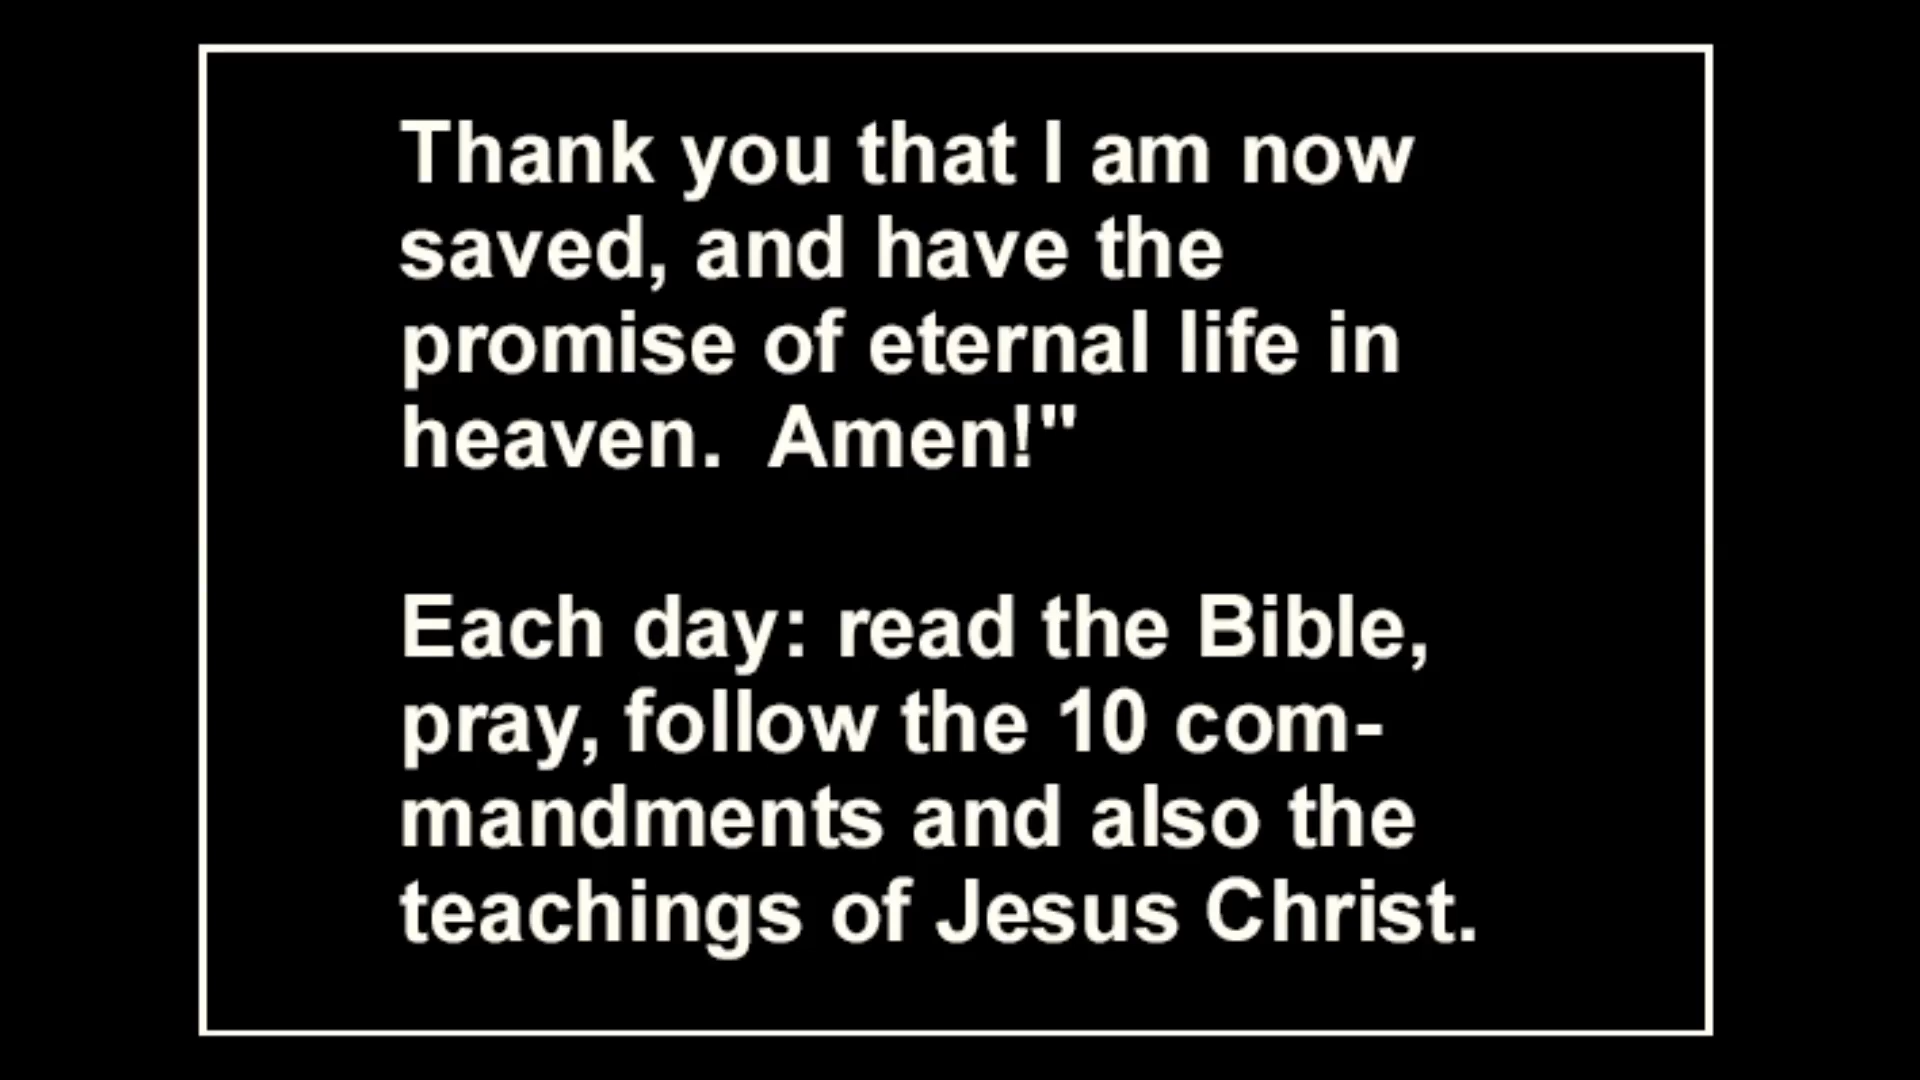 Thank you that I am now
saved, and have the
promise of eternal life in
heaven.  Amen!"
Each day: read the Bible,
pray, follow the 10 com-
mandments and also the
teachings of Jesus Christ.